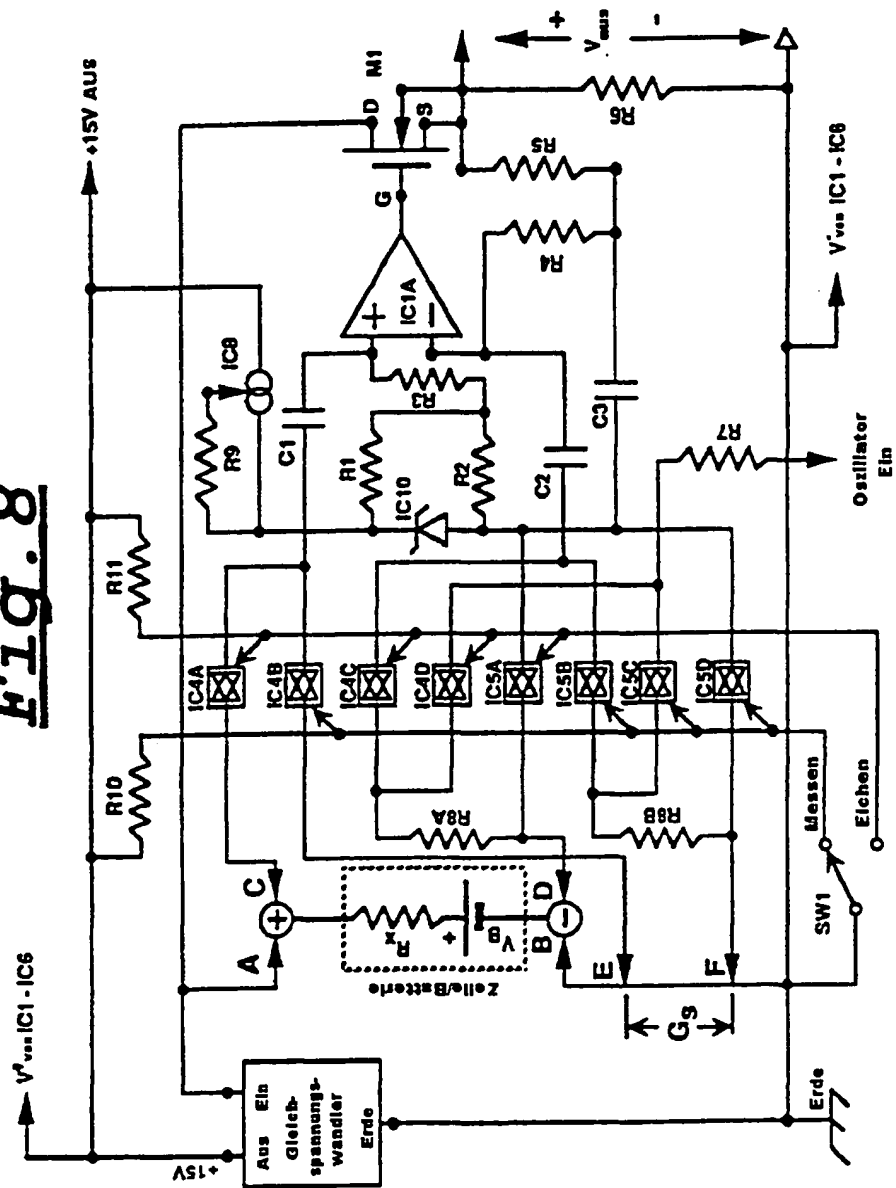 Fig. 8
V⁺ von IC1 - IC6
+15V AUS
R10
R11
+15V
Aus Ein
Gleich-
spannungs-
wandler
Erde
A
C
+
Rx
+
VB
Zelle/Batterie
B
D
−
E
F
GS
R8A
R8B
IC4A
IC4B
IC4C
IC4D
IC5A
IC5B
IC5C
IC5D
R9
IC8
C1
R1
IC10
R2
R3
C2
C3
+
−
IC1A
G
D
S
M1
R4
R5
R6
R7
+
Vaus
−
Messen
Eichen
SW1
Erde
Oszillator
Ein
V⁻ von IC1 - IC6